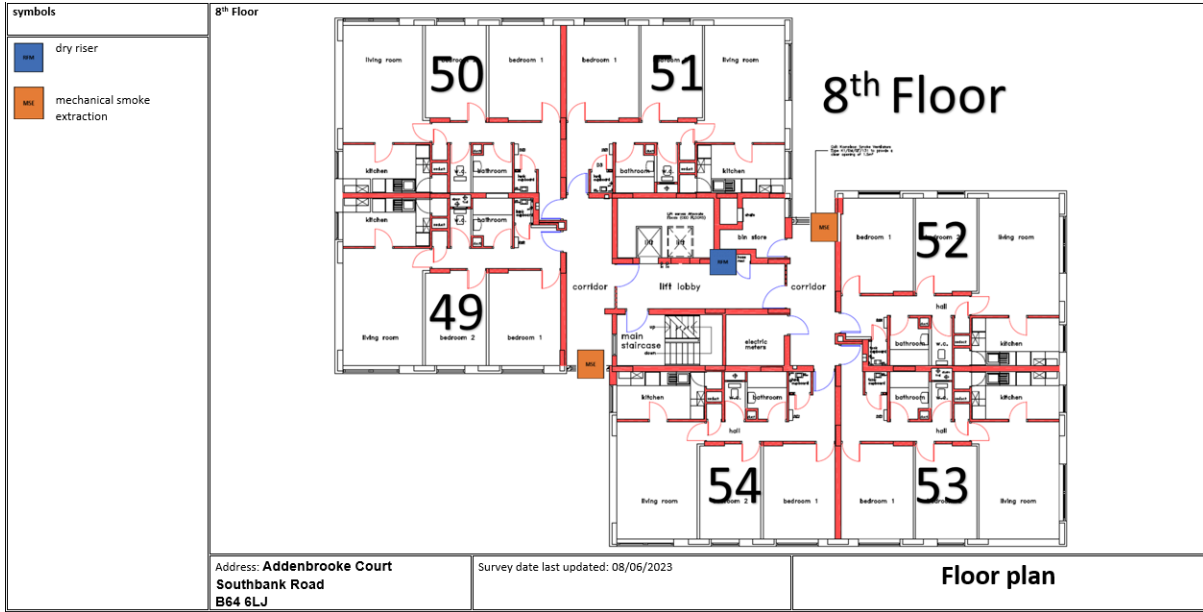 symbols
8th Floor
dry riser
MSE
mechanical smoke
extraction
8th Floor
living room
bedroom 1
bedroom 1
living room
50
51
kitchen
w.c.
bathroom
bathroom
w.c.
kitchen
kitchen
w.c.
bathroom
bin store
MSE
bedroom 1
living room
52
corridor
lift lobby
corridor
hall
49
living room
bedroom 2
bedroom 1
main
staircase
up
down
electric
meters
bathroom
w.c.
kitchen
MSE
kitchen
w.c.
bathroom
bathroom
w.c.
kitchen
hall
hall
54
53
living room
bedroom 1
bedroom 1
living room
Address: Addenbrooke Court
Southbank Road
B64 6LJ
Survey date last updated: 08/06/2023
Floor plan